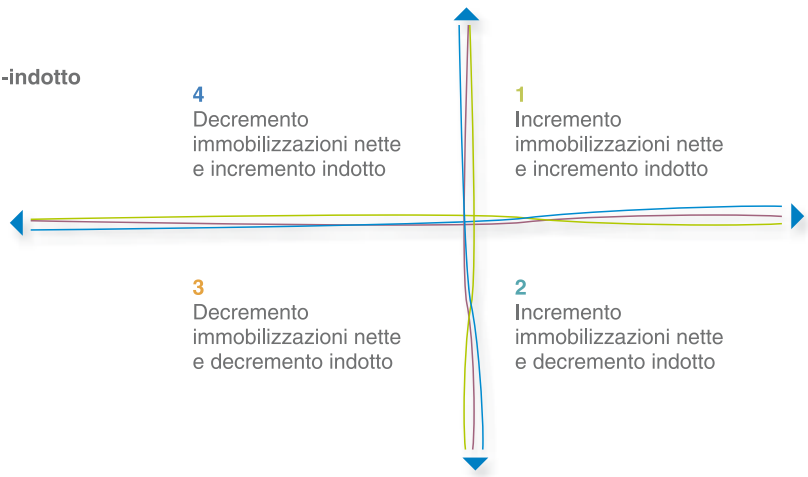 -indotto
4
Decremento
immobilizzazioni nette
e incremento indotto
1
Incremento
immobilizzazioni nette
e incremento indotto
3
Decremento
immobilizzazioni nette
e decremento indotto
2
Incremento
immobilizzazioni nette
e decremento indotto